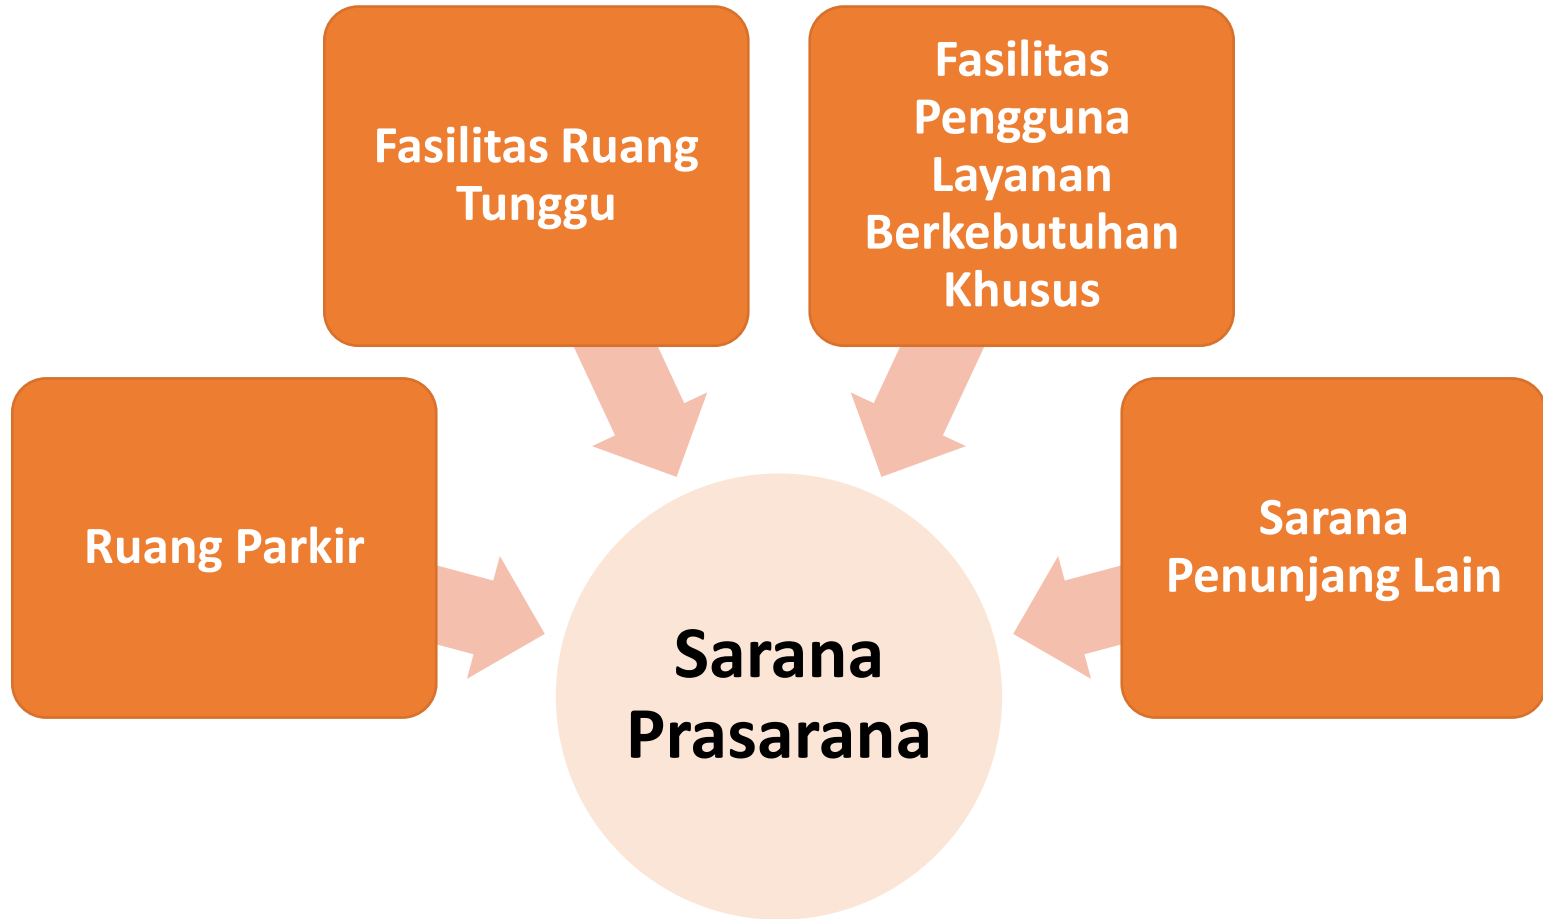 Fasilitas Ruang
Tunggu
Fasilitas
Pengguna
Layanan
Berkebutuhan
Khusus
Ruang Parkir
Sarana
Penunjang Lain
Sarana
Prasarana